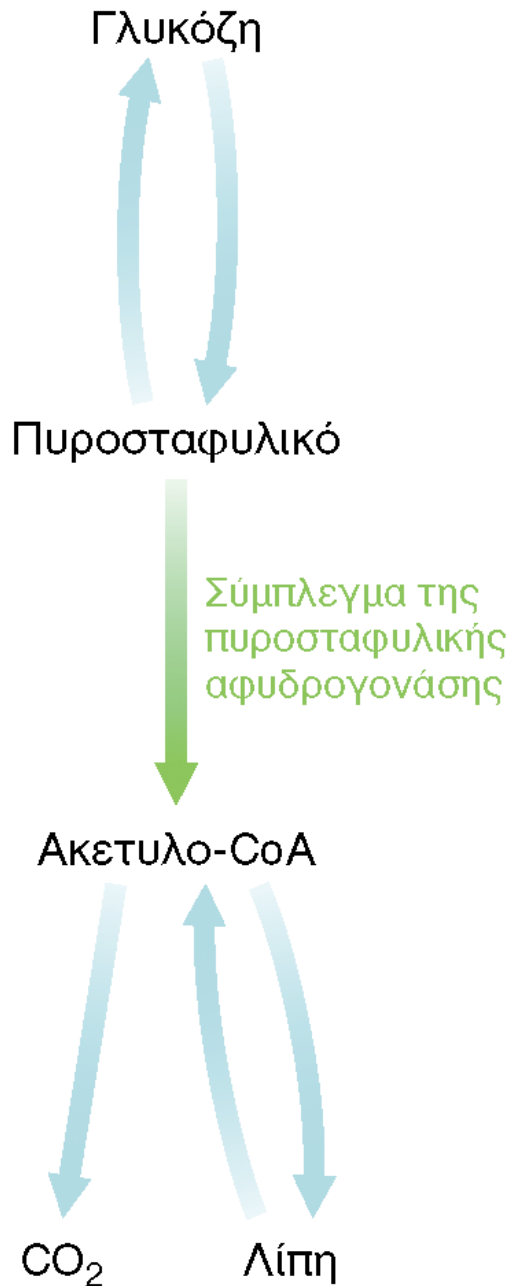 Γλυκόζη
Πυροσταφυλικό
Σύμπλεγμα της
πυροσταφυλικής
αφυδρογονάσης
Ακετυλο-CoA
CO₂ Λίπη